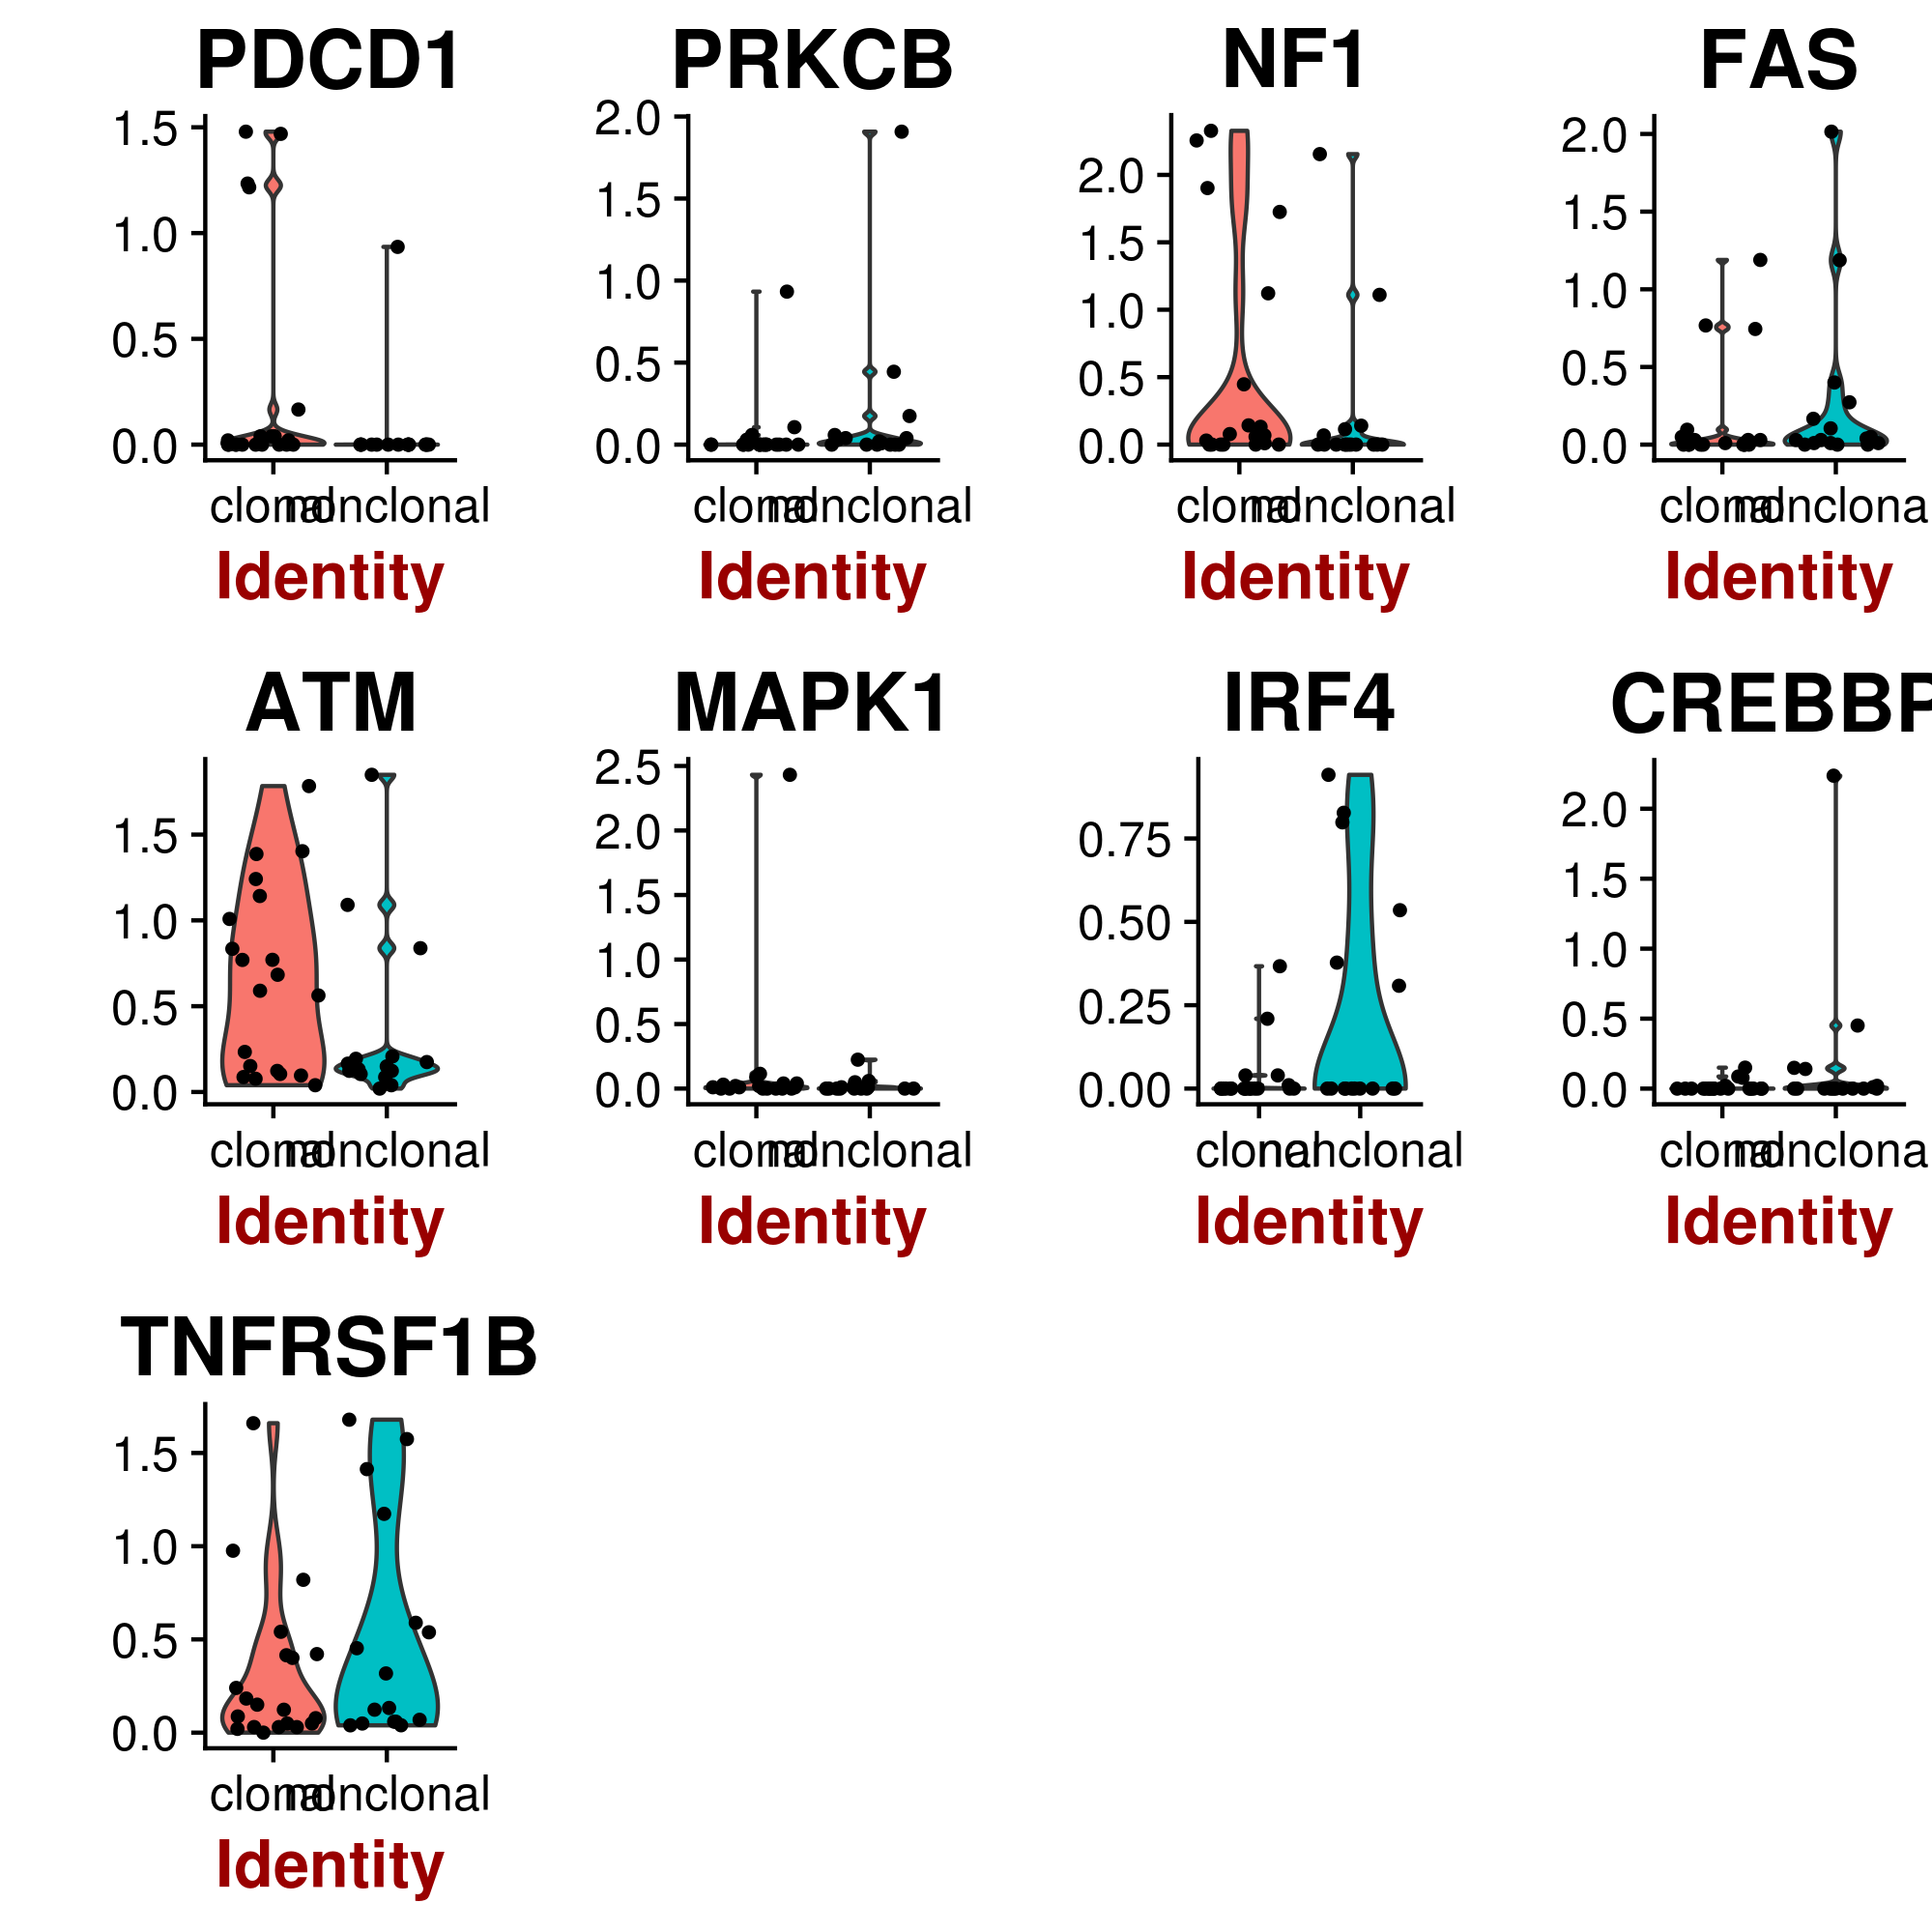 PDCD1 PRKCB NF1 FAS
1.5 2.0 2.0 2.0
1.0 1.5 1.5 1.5
0.5 1.0 1.0 1.0
0.0 0.5 0.5 0.5
0.0 0.0 0.0
clonal nonclonal clonal nonclonal clonal nonclonal clonal nonclona
Identity Identity Identity Identity
ATM MAPK1 IRF4 CREBBP
1.5 2.5 0.75 2.0
1.0 2.0 0.50 1.5
0.5 1.5 0.25 1.0
0.0 1.0 0.00 0.5
0.5 0.0
0.0
clonal nonclonal clonal nonclonal clonal nonclonal clonal nonclona
Identity Identity Identity Identity
TNFRSF1B
1.5
1.0
0.5
0.0
clonal nonclonal
Identity